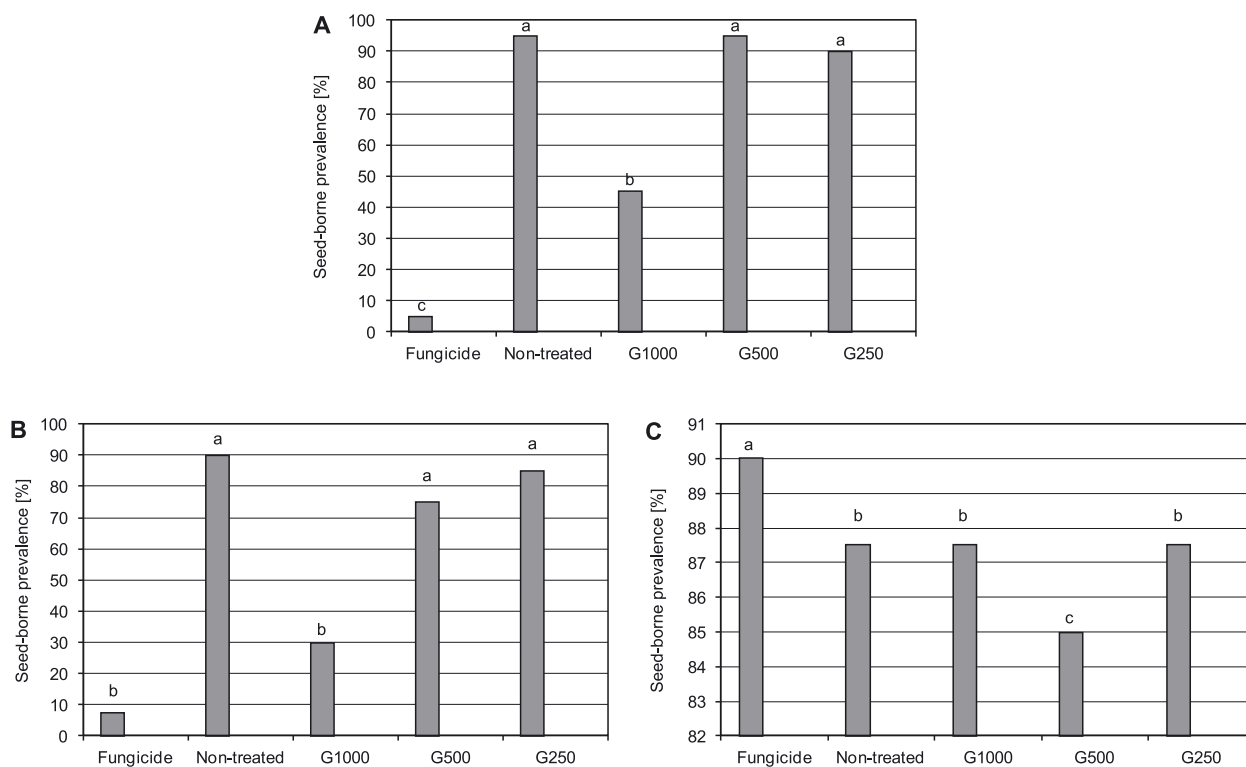 A
Seed-borne prevalence [%]
100
90
80
70
60
50
40
30
20
10
0
a
a
a
b
c
Fungicide Non-treated G1000 G500 G250
B
Seed-borne prevalence [%]
100
90
80
70
60
50
40
30
20
10
0
a
a
a
b
b
Fungicide Non-treated G1000 G500 G250
C
Seed-borne prevalence [%]
91
90
89
88
87
86
85
84
83
82
a
b
b
b
c
Fungicide Non-treated G1000 G500 G250